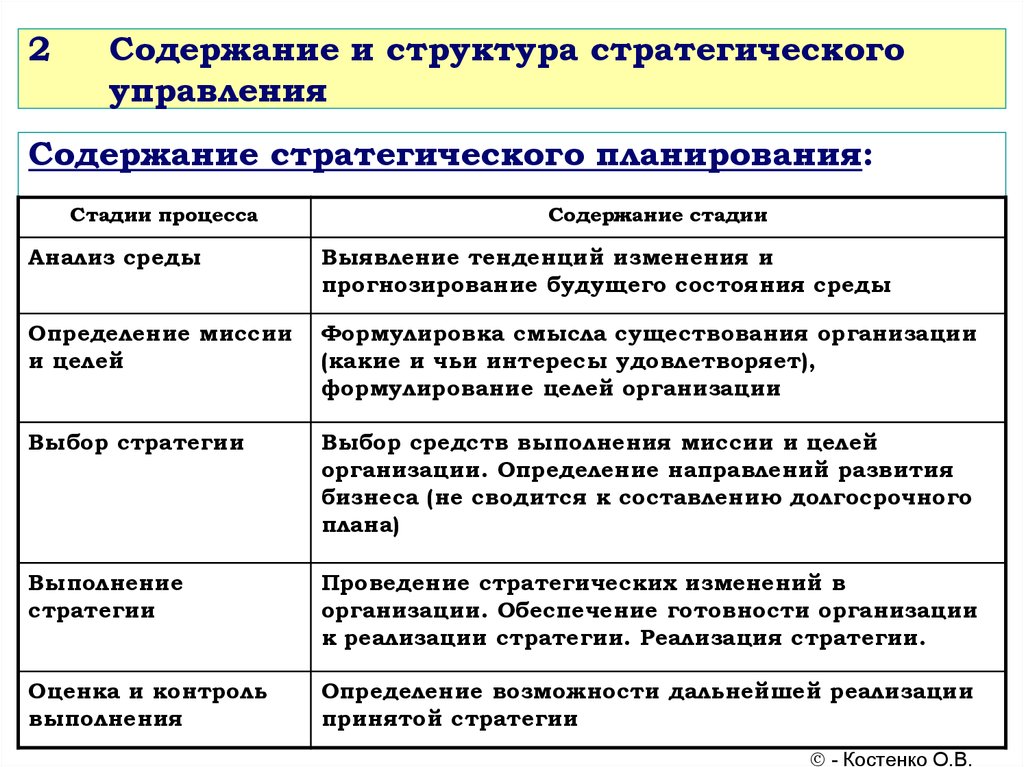 2 Содержание и структура стратегического
управления
Содержание стратегического планирования:
Стадии процесса
Содержание стадии
Анализ среды
Выявление тенденций изменения и
прогнозирование будущего состояния среды
Определение миссии
и целей
Формулировка смысла существования организации
(какие и чьи интересы удовлетворяет),
формулирование целей организации
Выбор стратегии
Выбор средств выполнения миссии и целей
организации. Определение направлений развития
бизнеса (не сводится к составлению долгосрочного
плана)
Выполнение
стратегии
Проведение стратегических изменений в
организации. Обеспечение готовности организации
к реализации стратегии. Реализация стратегии.
Оценка и контроль
выполнения
Определение возможности дальнейшей реализации
принятой стратегии
© - Костенко О.В.